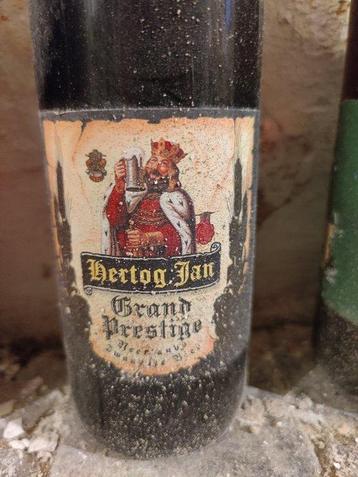 Hertog Jan
Grand
Prestige